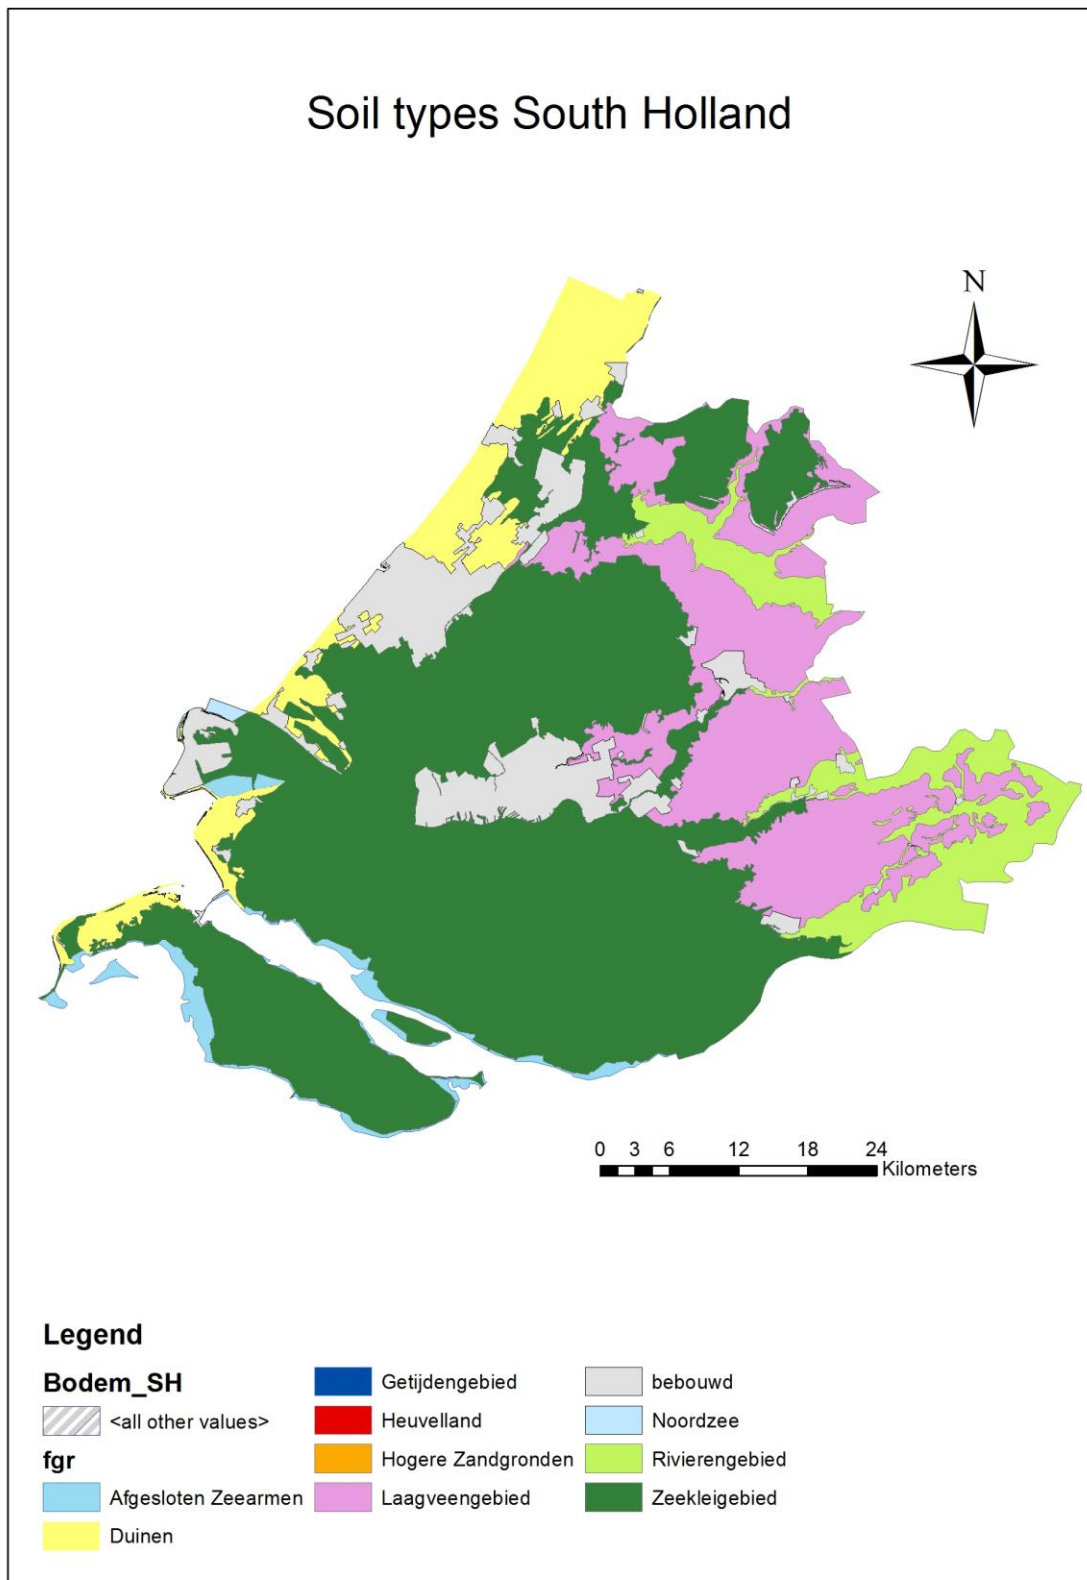 Soil types South Holland
N
0 3 6 12 18 24
Kilometers
Legend
Bodem_SH
<all other values>
fgr
Afgesloten Zeearmen
Duinen
Getijdengebied
Heuvelland
Hogere Zandgronden
Laagveengebied
bebouwd
Noordzee
Rivierengebied
Zeekleigebied